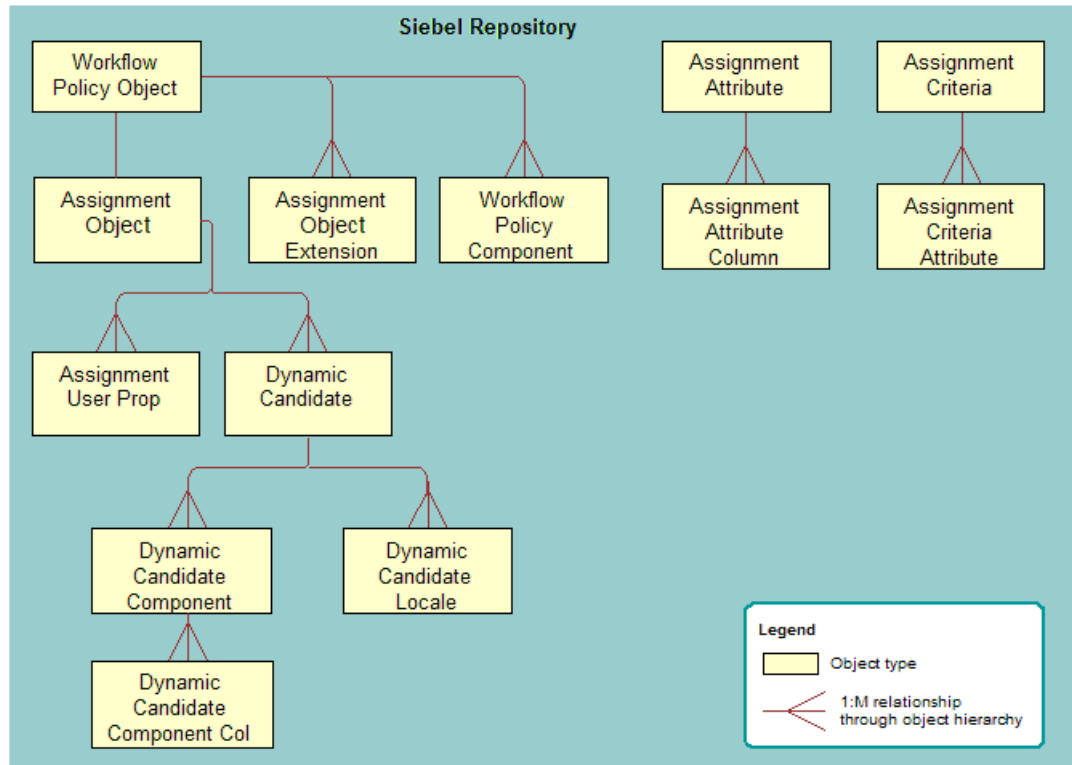 Siebel Repository
Workflow
Policy Object
Assignment
Attribute
Assignment
Criteria
Assignment
Object
Assignment
Object
Extension
Workflow
Policy
Component
Assignment
Attribute
Column
Assignment
Criteria
Attribute
Assignment
User Prop
Dynamic
Candidate
Dynamic
Candidate
Component
Dynamic
Candidate
Locale
Dynamic
Candidate
Component Col
Legend
Object type
1:M relationship
through object hierarchy